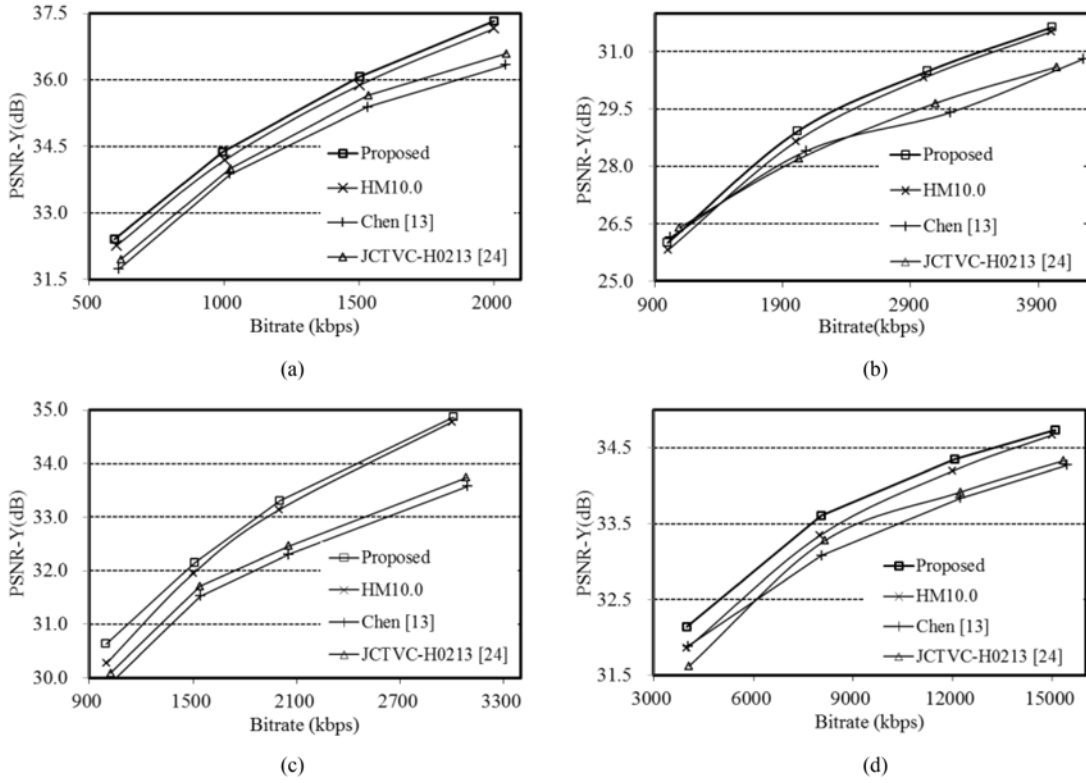 37.5
36.0
34.5
33.0
31.5
PSNR-Y(dB)
Proposed
HM10.0
Chen [13]
JCTVC-H0213 [24]
500
1000
1500
2000
Bitrate (kbps)
(a)
31.0
29.5
28.0
26.5
25.0
PSNR-Y(dB)
Proposed
HM10.0
Chen [13]
JCTVC-H0213 [24]
900
1900
2900
3900
Bitrate(kbps)
(b)
35.0
34.0
33.0
32.0
31.0
30.0
PSNR-Y(dB)
Proposed
HM10.0
Chen [13]
JCTVC-H0213 [24]
900
1500
2100
2700
3300
Bitrate (kbps)
(c)
34.5
33.5
32.5
31.5
PSNR-Y(dB)
Proposed
HM10.0
Chen [13]
JCTVC-H0213 [24]
3000
6000
9000
12000
15000
Bitrate (kbps)
(d)